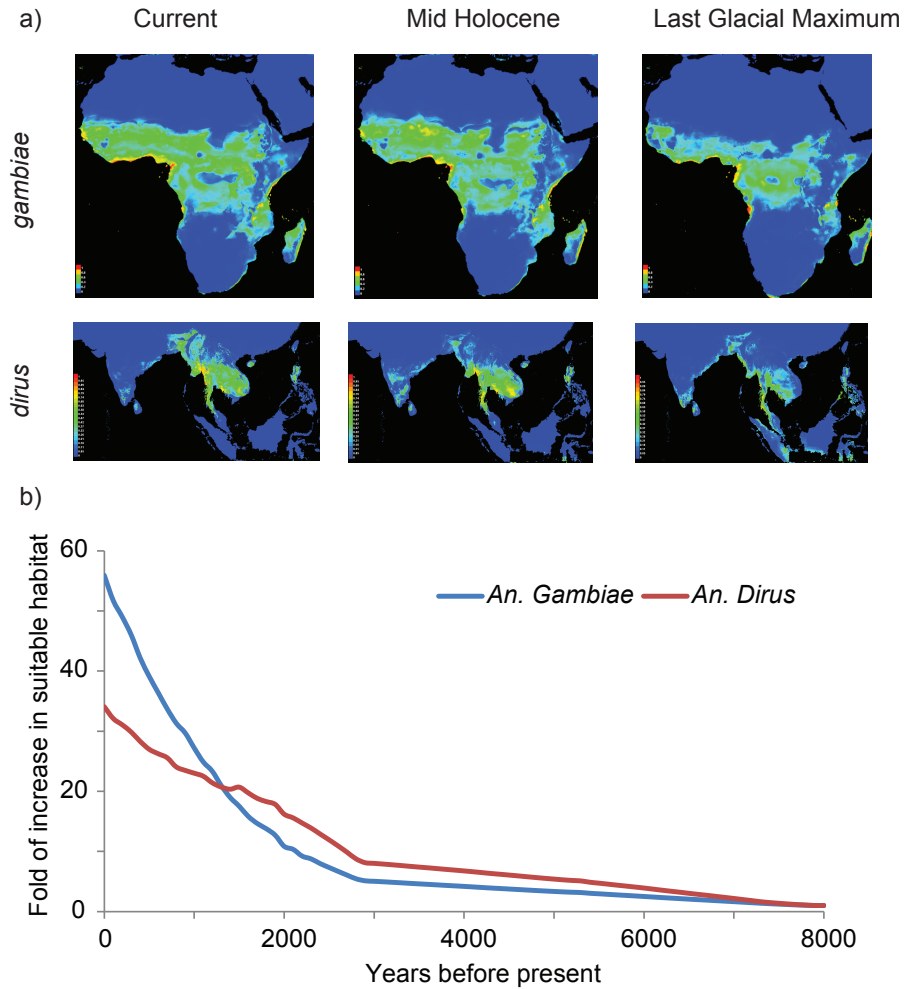 a)
Current
Mid Holocene
Last Glacial Maximum
gambiae
dirus
b)
Fold of increase in suitable habitat
60
40
20
0
An. Gambiae
An. Dirus
0
2000
4000
6000
8000
Years before present